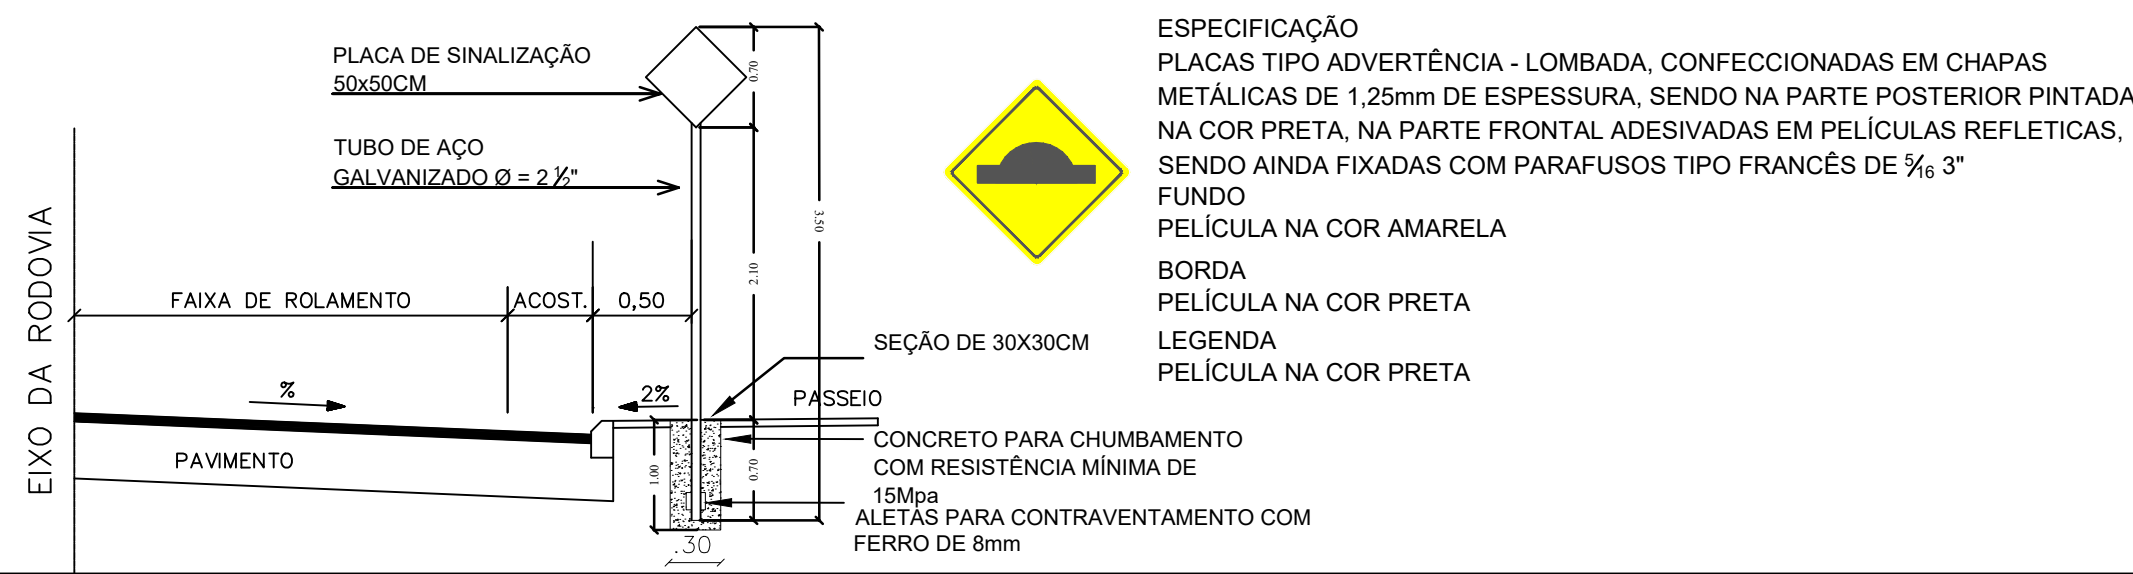 PLACA DE SINALIZAÇÃO
50x50CM
TUBO DE AÇO
GALVANIZADO Ø = 2 ½"
EIXO DA RODOVIA
FAIXA DE ROLAMENTO
ACOST.
0,50
%
2%
PAVIMENTO
PASSEIO
0.70
3.50
2.10
1.00
0.70
.30
SEÇÃO DE 30X30CM
CONCRETO PARA CHUMBAMENTO
COM RESISTÊNCIA MÍNIMA DE
15Mpa
ALETAS PARA CONTRAVENTAMENTO COM
FERRO DE 8mm
ESPECIFICAÇÃO
PLACAS TIPO ADVERTÊNCIA - LOMBADA, CONFECCIONADAS EM CHAPAS
METÁLICAS DE 1,25mm DE ESPESSURA, SENDO NA PARTE POSTERIOR PINTADA
NA COR PRETA, NA PARTE FRONTAL ADESIVADAS EM PELÍCULAS REFLETICAS,
SENDO AINDA FIXADAS COM PARAFUSOS TIPO FRANCÊS DE 5/16 3"
FUNDO
PELÍCULA NA COR AMARELA
BORDA
PELÍCULA NA COR PRETA
LEGENDA
PELÍCULA NA COR PRETA